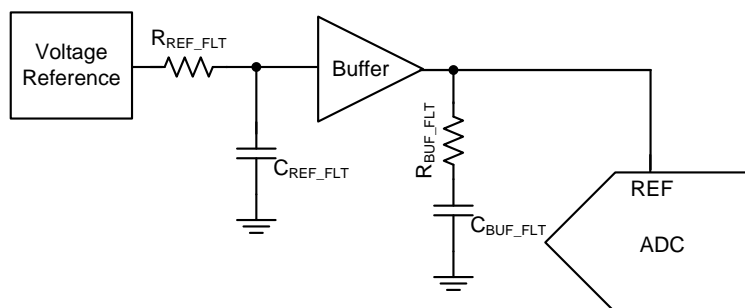 Voltage
Reference
R_REF_FLT
Buffer
C_REF_FLT
R_BUF_FLT
C_BUF_FLT
REF
ADC